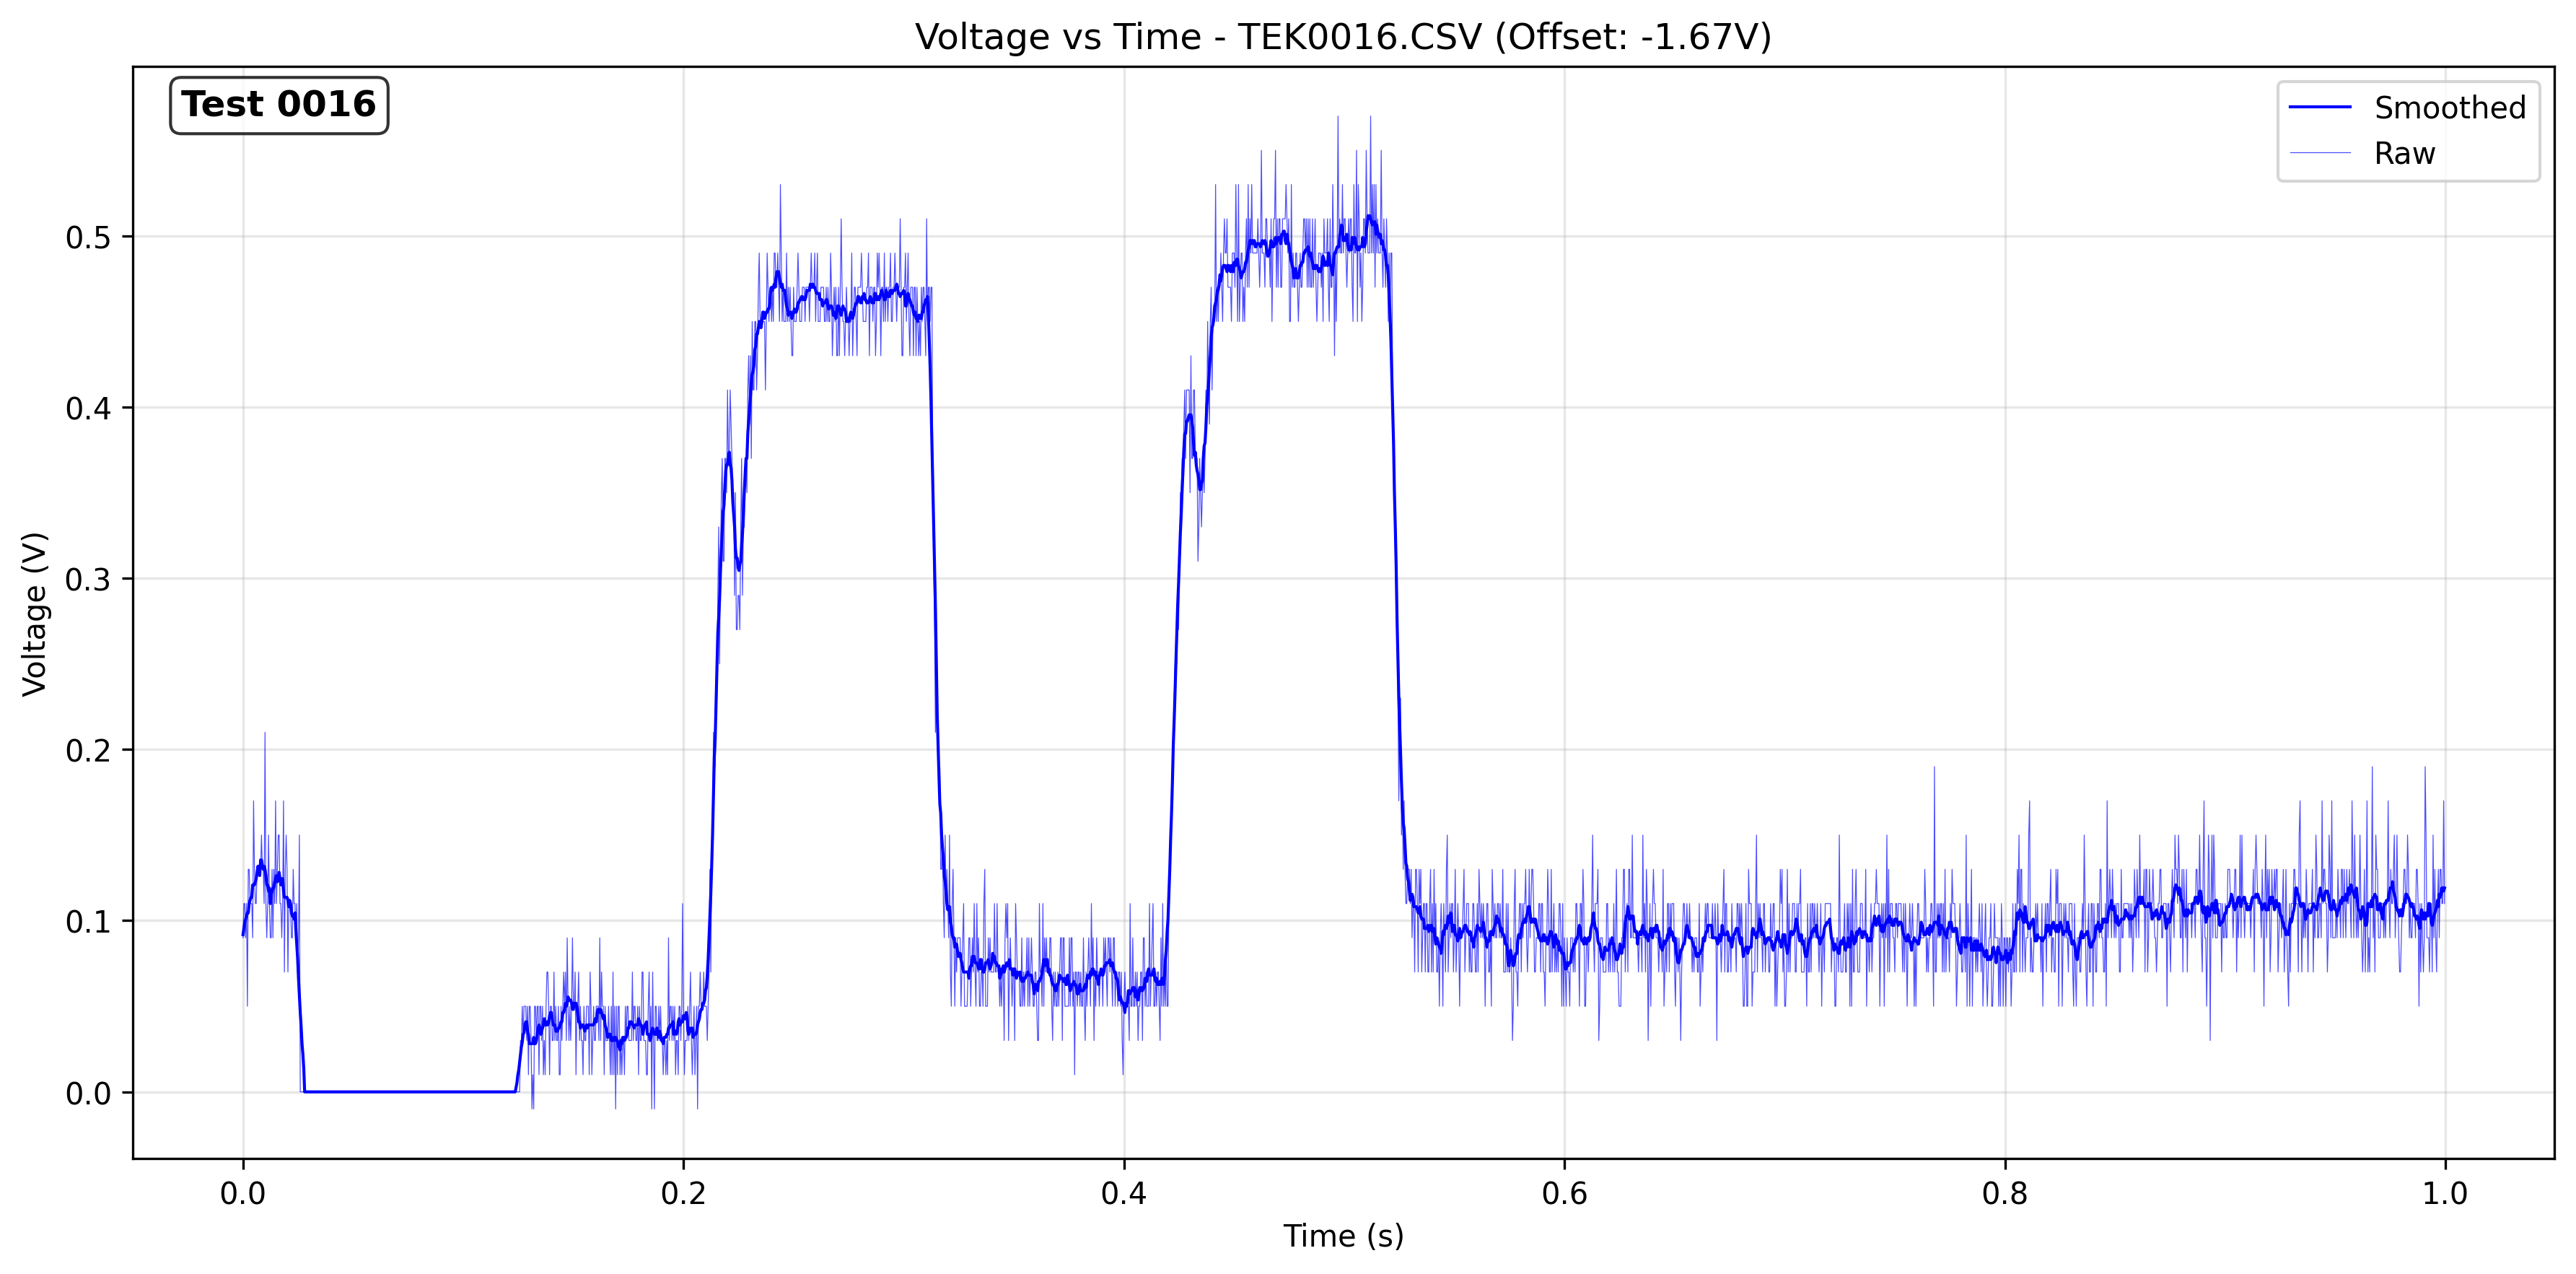 Voltage vs Time - TEK0016.CSV (Offset: -1.67V)
Test 0016
Smoothed
Raw
Voltage (V)
0.5
0.4
0.3
0.2
0.1
0.0
0.0 0.2 0.4 0.6 0.8 1.0
Time (s)